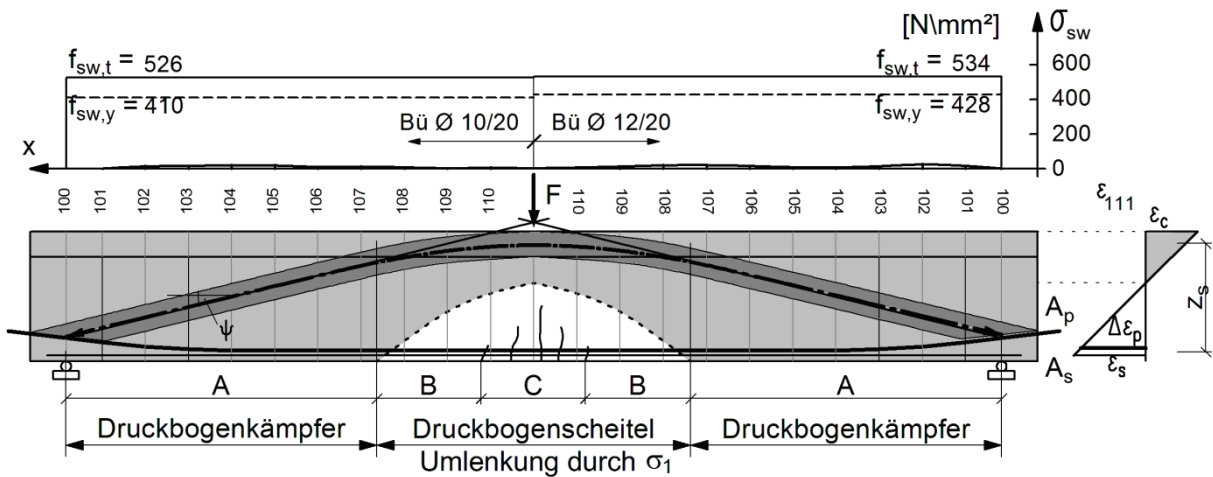 [N\mm²] σsw
fsw,t = 526
fsw,t = 534
600
fsw,y = 410
fsw,y = 428
400
Bü Ø 10/20
Bü Ø 12/20
200
x
0
100 101 102 103 104 105 106 107 108 109 110 F 109 107 106 105 104 103 102 101 100
ε111
εc
ψ
Ap
Δεp
zs
As
εs
A B C B A
Druckbogenkämpfer Druckbogenscheitel Druckbogenkämpfer
Umlenkung durch σ1